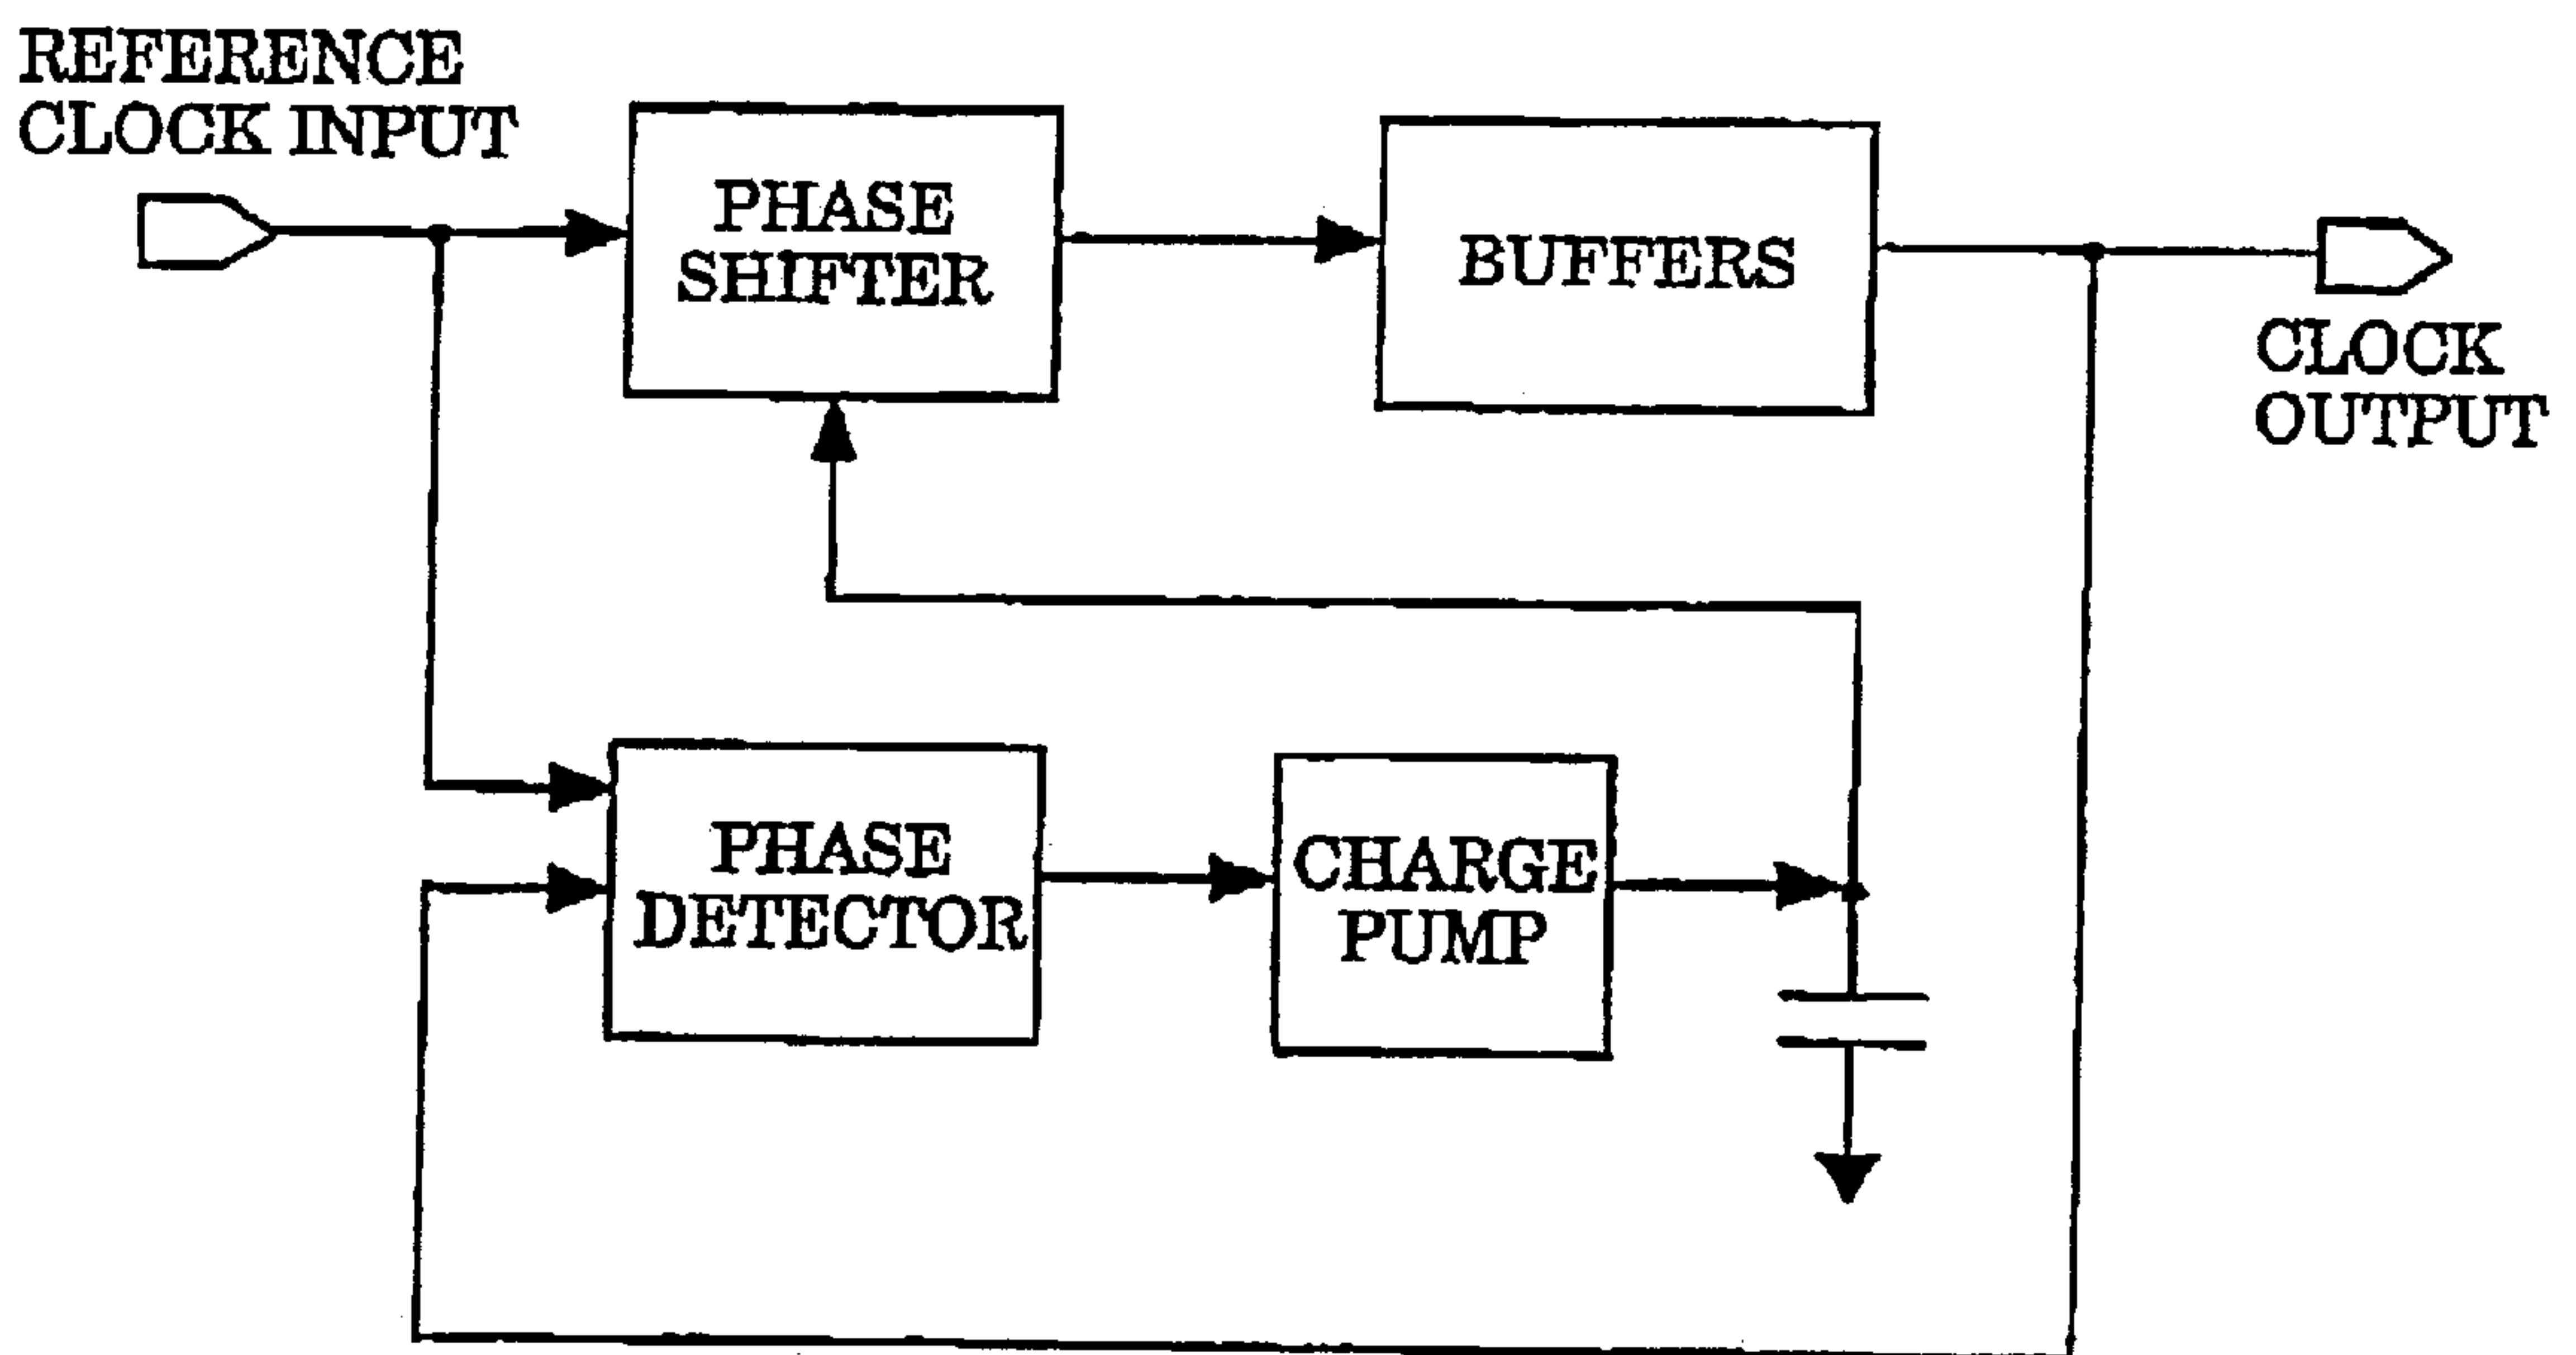 REFERENCE
CLOCK INPUT
PHASE
SHIFTER
BUFFERS
CLOCK
OUTPUT
PHASE
DETECTOR
CHARGE
PUMP